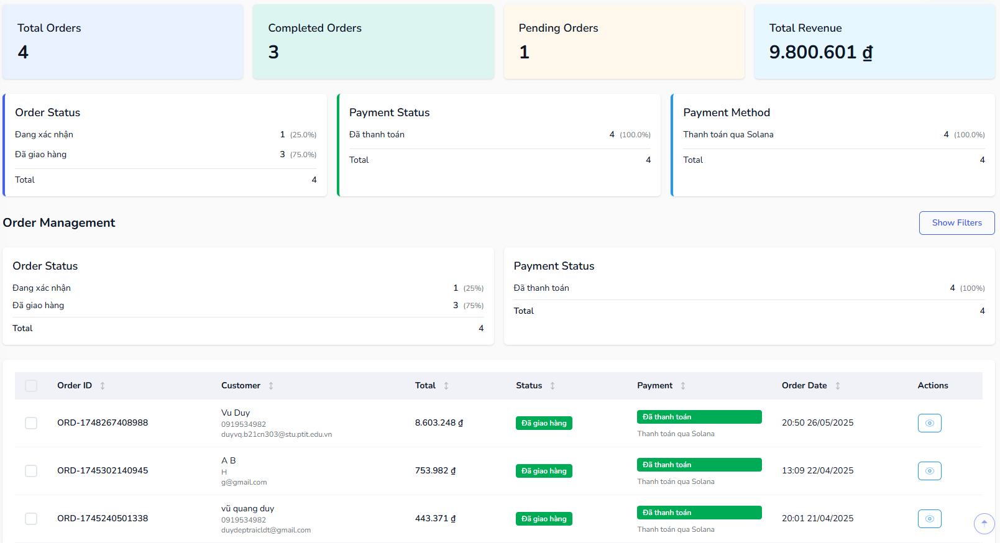 Total Orders
4
Completed Orders
3
Pending Orders
1
Total Revenue
9.800.601 ₫
Order Status
Đang xác nhận 1 (25.0%)
Đã giao hàng 3 (75.0%)
Total 4
Payment Status
Đã thanh toán 4 (100.0%)
Total 4
Payment Method
Thanh toán qua Solana 4 (100.0%)
Total 4
Order Management
Show Filters
Order Status
Đang xác nhận 1 (25%)
Đã giao hàng 3 (75%)
Total 4
Payment Status
Đã thanh toán 4 (100%)
Total 4
Order ID Customer Total Status Payment Order Date Actions
ORD-1748267408988
Vu Duy
0919534982
duyvq.b21cn303@stu.ptit.edu.vn
8.603.248 ₫
Đã giao hàng
Đã thanh toán
Thanh toán qua Solana
20:50 26/05/2025
ORD-1745302140945
A B
H
g@gmail.com
753.982 ₫
Đã giao hàng
Đã thanh toán
Thanh toán qua Solana
13:09 22/04/2025
ORD-1745240501338
vũ quang duy
0919534982
duydeptraicldt@gmail.com
443.371 ₫
Đã giao hàng
Đã thanh toán
Thanh toán qua Solana
20:01 21/04/2025